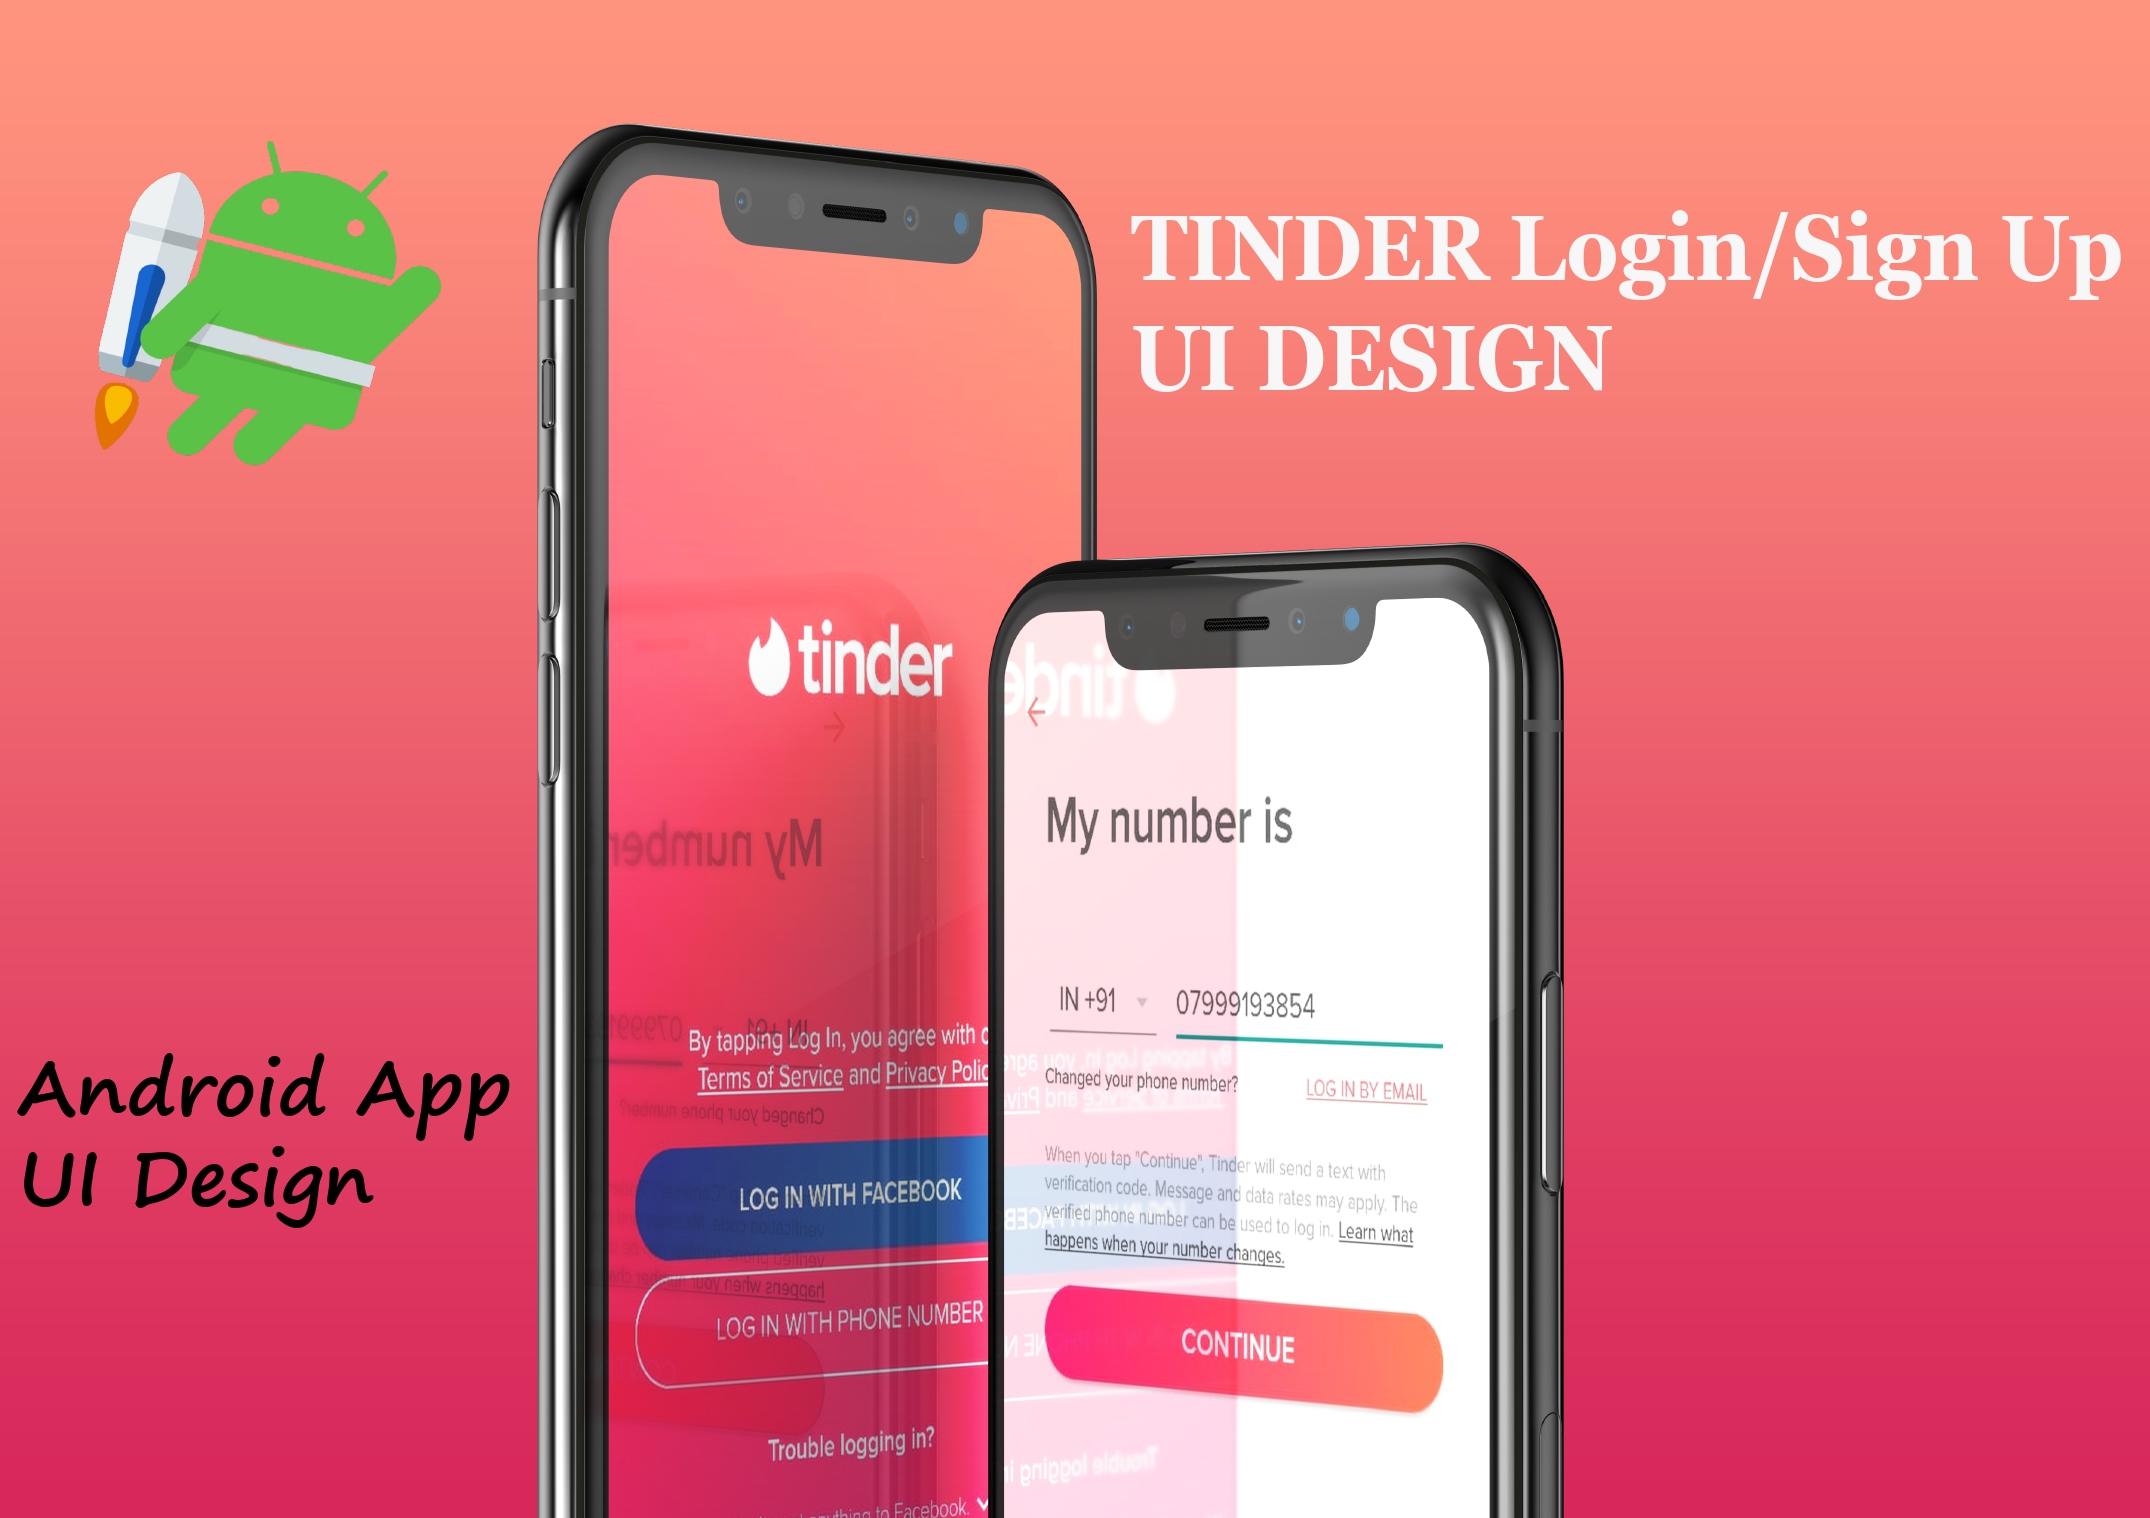 TINDER Login/Sign Up
UI DESIGN
Android App
UI Design
tinder
By tapping Log In, you agree with
Terms of Service and Privacy
LOG IN WITH FACEBOOK
LOG IN WITH PHONE NUMBER
Trouble logging in?
anything to Facebook.
My number is
IN +91 07999193854
Changed your phone number? LOG IN BY EMAIL
When you tap "Continue", Tinder will send a text with
verification code. Message and data rates may apply. The
verified phone number can be used to log in. Learn what
happens when your number changes.
CONTINUE